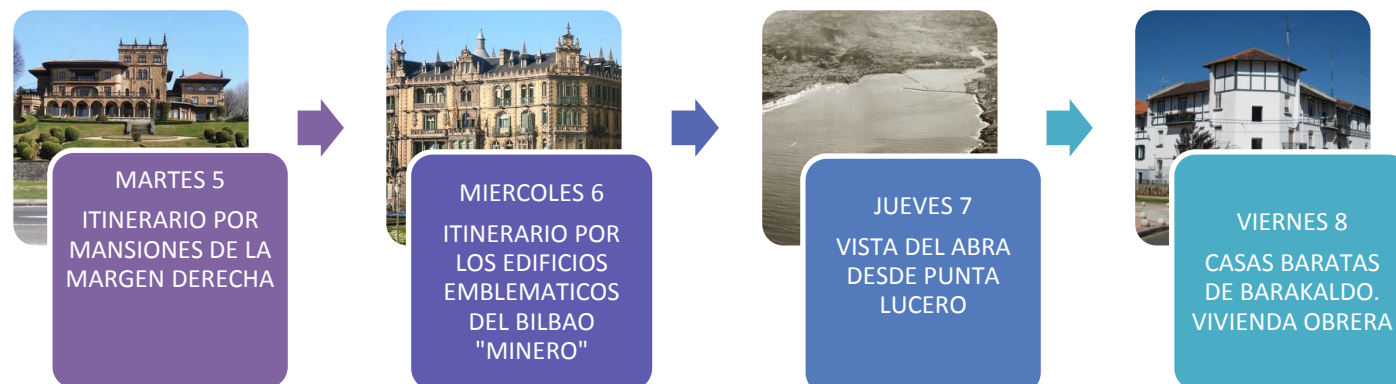 MARTES 5
ITINERARIO POR
MANSIONES DE LA
MARGEN DERECHA
MIERCOLES 6
ITINERARIO POR
LOS EDIFICIOS
EMBLEMATICOS
DEL BILBAO
"MINERO"
JUEVES 7
VISTA DEL ABRA
DESDE PUNTA
LUCERO
VIERNES 8
CASAS BARATAS
DE BARAKALDO.
VIVIENDA OBRERA